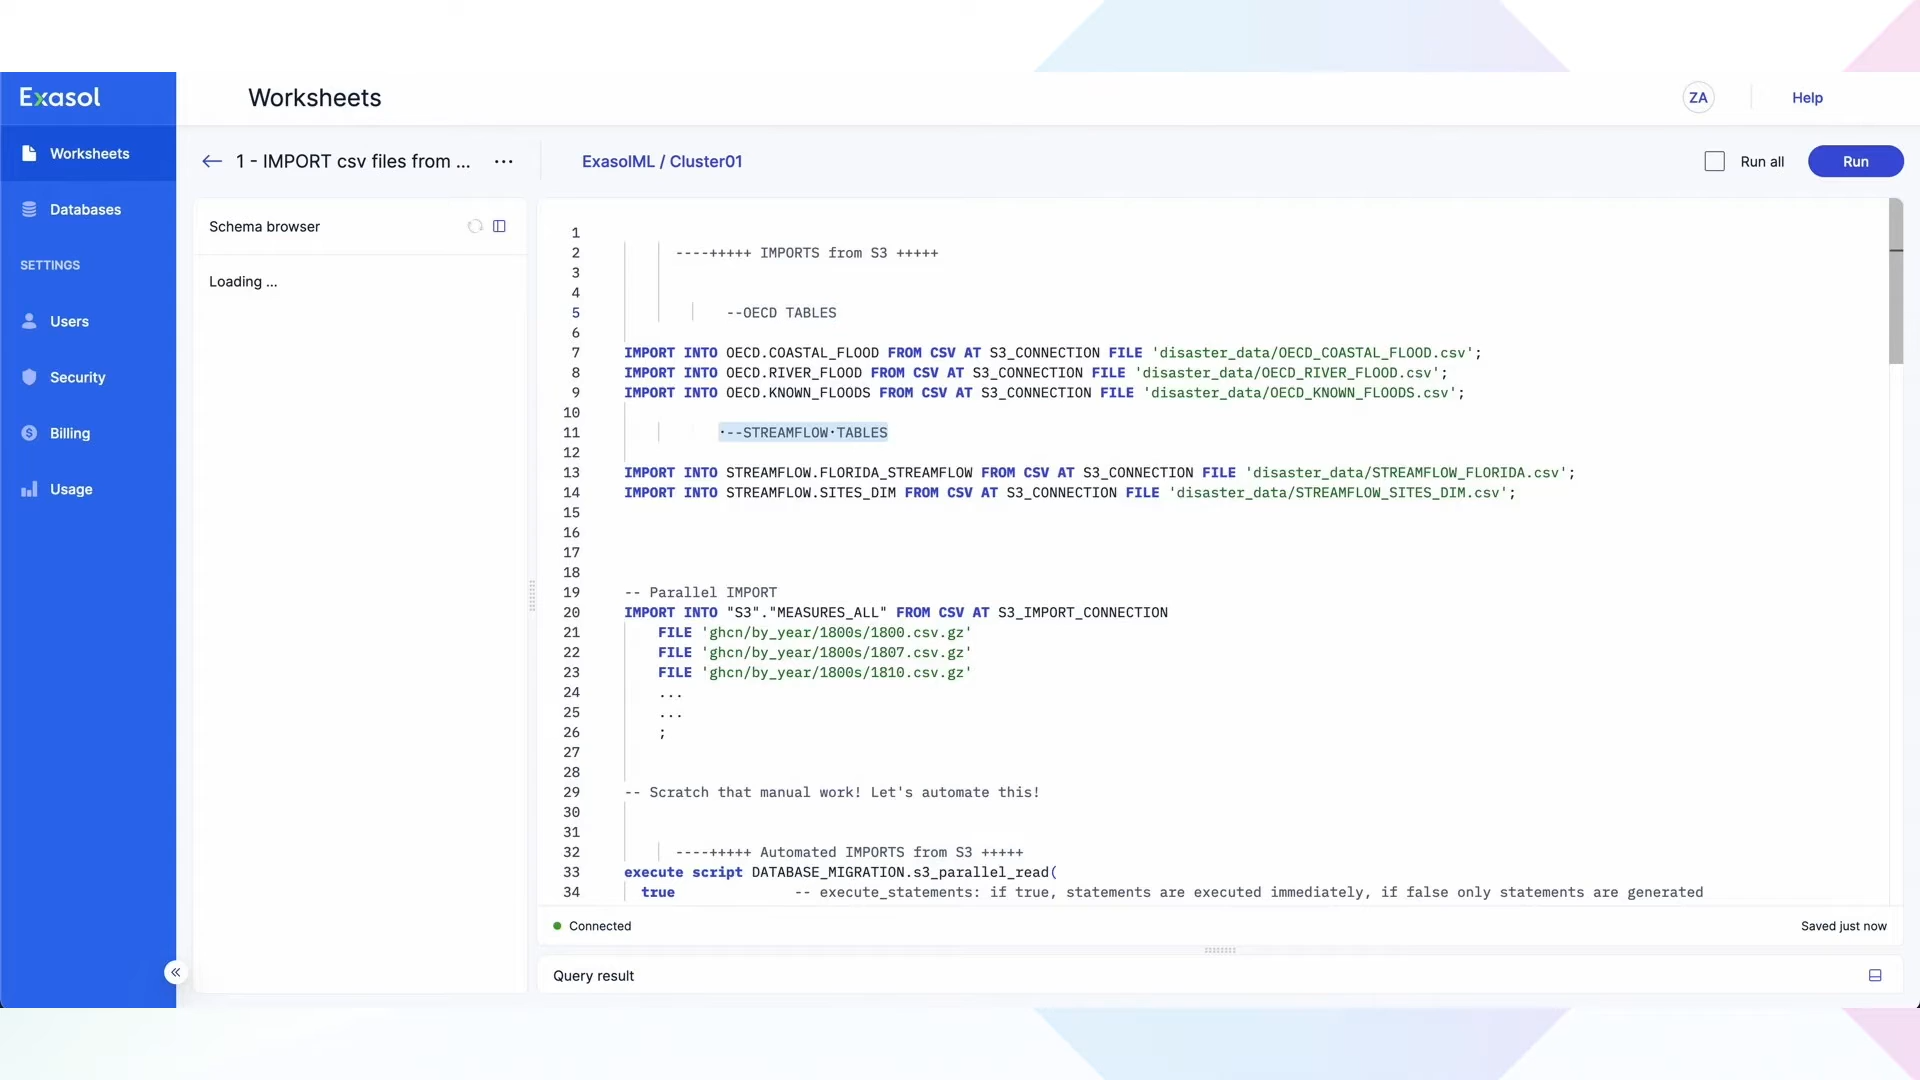 Exasol
Worksheets
ZA
Help
Worksheets
Databases
SETTINGS
Users
Security
Billing
Usage
1 - IMPORT csv files from ...
ExasolML / Cluster01
Run all
Run
Schema browser
Loading ...
1
2 ----+++++ IMPORTS from S3 +++++
3
4
5 --OECD TABLES
6
7 IMPORT INTO OECD.COASTAL_FLOOD FROM CSV AT S3_CONNECTION FILE 'disaster_data/OECD_COASTAL_FLOOD.csv';
8 IMPORT INTO OECD.RIVER_FLOOD FROM CSV AT S3_CONNECTION FILE 'disaster_data/OECD_RIVER_FLOOD.csv';
9 IMPORT INTO OECD.KNOWN_FLOODS FROM CSV AT S3_CONNECTION FILE 'disaster_data/OECD_KNOWN_FLOODS.csv';
10
11 ·--STREAMFLOW·TABLES
12
13 IMPORT INTO STREAMFLOW.FLORIDA_STREAMFLOW FROM CSV AT S3_CONNECTION FILE 'disaster_data/STREAMFLOW_FLORIDA.csv';
14 IMPORT INTO STREAMFLOW.SITES_DIM FROM CSV AT S3_CONNECTION FILE 'disaster_data/STREAMFLOW_SITES_DIM.csv';
15
16
17
18
19 -- Parallel IMPORT
20 IMPORT INTO "S3"."MEASURES_ALL" FROM CSV AT S3_IMPORT_CONNECTION
21 FILE 'ghcn/by_year/1800s/1800.csv.gz'
22 FILE 'ghcn/by_year/1800s/1807.csv.gz'
23 FILE 'ghcn/by_year/1800s/1810.csv.gz'
24 ...
25 ...
26 ;
27
28
29 -- Scratch that manual work! Let's automate this!
30
31
32 ----+++++ Automated IMPORTS from S3 +++++
33 execute script DATABASE_MIGRATION.s3_parallel_read(
34 true -- execute_statements: if true, statements are executed immediately, if false only statements are generated
Connected
Saved just now
Query result